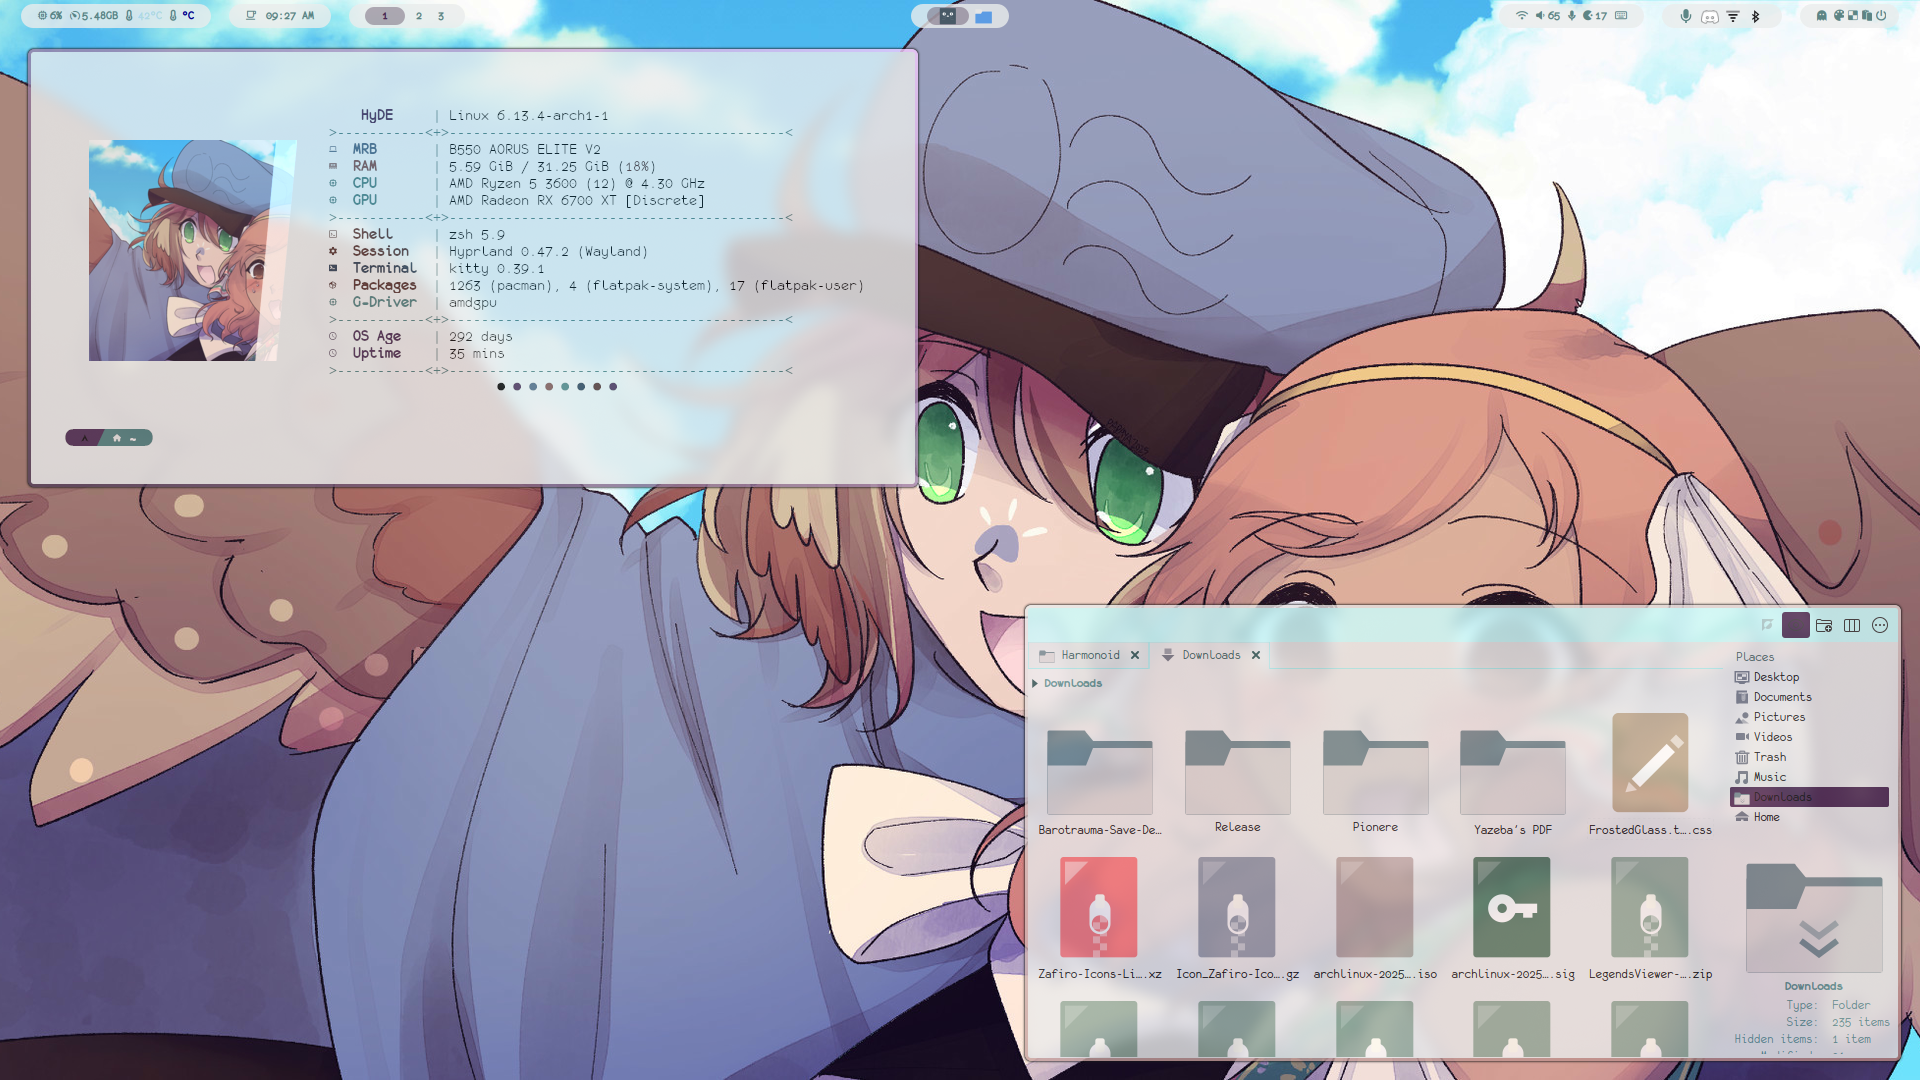 6% 5.48GB 42°C °C
09:27 AM
1 2 3
65 17
HyDE | Linux 6.13.4-arch1-1
>-----------<+>------------------------------------------<
MRB | B550 AORUS ELITE V2
RAM | 5.59 GiB / 31.25 GiB (18%)
CPU | AMD Ryzen 5 3600 (12) @ 4.30 GHz
GPU | AMD Radeon RX 6700 XT [Discrete]
>-----------<+>------------------------------------------<
Shell | zsh 5.9
Session | Hyprland 0.47.2 (Wayland)
Terminal | kitty 0.39.1
Packages | 1263 (pacman), 4 (flatpak-system), 17 (flatpak-user)
G-Driver | amdgpu
>-----------<+>------------------------------------------<
OS Age | 292 days
Uptime | 35 mins
>-----------<+>------------------------------------------<
~
Harmonoid
Downloads
Downloads
Barotrauma-Save-De…
Release
Pionere
Yazeba's PDF
FrostedGlass.t….css
Zafiro-Icons-Li….xz
Icon_Zafiro-Ico….gz
archlinux-2025….iso
archlinux-2025….sig
LegendsViewer-….zip
Places
Desktop
Documents
Pictures
Videos
Trash
Music
Downloads
Home
Downloads
Type: Folder
Size: 235 items
Hidden items: 1 item